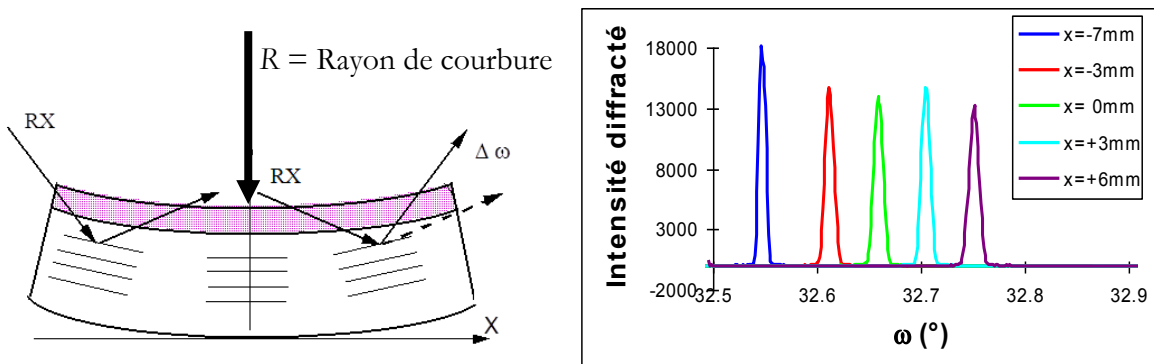 R = Rayon de courbure
RX
Δ ω
RX
X
Intensité diffracté
18000
13000
8000
3000
-2000
32.5
32.6
32.7
32.8
32.9
ω (°)
x=-7mm
x=-3mm
x= 0mm
x=+3mm
x=+6mm